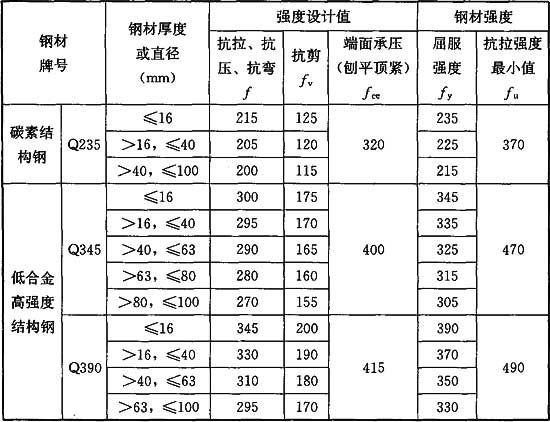 钢材牌号 钢材厚度或直径(mm) 强度设计值 钢材强度
抗拉、抗压、抗弯 f 抗剪 fv 端面承压(刨平顶紧) fce 屈服强度 fy 抗拉强度最小值 fu
碳素结构钢 Q235 ≤16 215 125 320 235 370
>16，≤40 205 120 225
>40，≤100 200 115 215
低合金高强度结构钢 Q345 ≤16 300 175 400 345 470
>16，≤40 295 170 335
>40，≤63 290 165 325
>63，≤80 280 160 315
>80，≤100 270 155 305
Q390 ≤16 345 200 415 390 490
>16，≤40 330 190 370
>40，≤63 310 180 350
>63，≤100 295 170 330